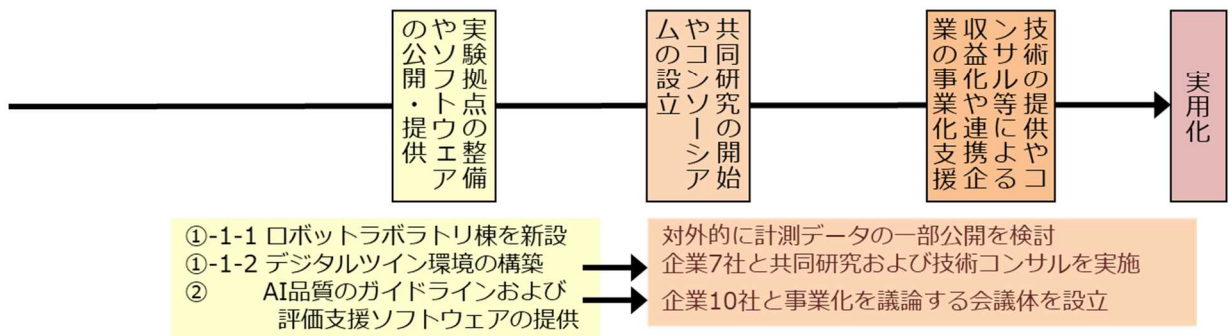 実験拠点の整備
やソフトウェア
の公開・提供
共同研究の開始
やコンソーシア
ムの設立
技術の提供やコ
ンサル等による
収益化や連携企
業の事業化支援
実用化
①-1-1 ロボットラボラトリ棟を新設
①-1-2 デジタルツイン環境の構築
② AI品質のガイドラインおよび
評価支援ソフトウェアの提供
対外的に計測データの一部公開を検討
企業7社と共同研究および技術コンサルを実施
企業10社と事業化を議論する会議体を設立